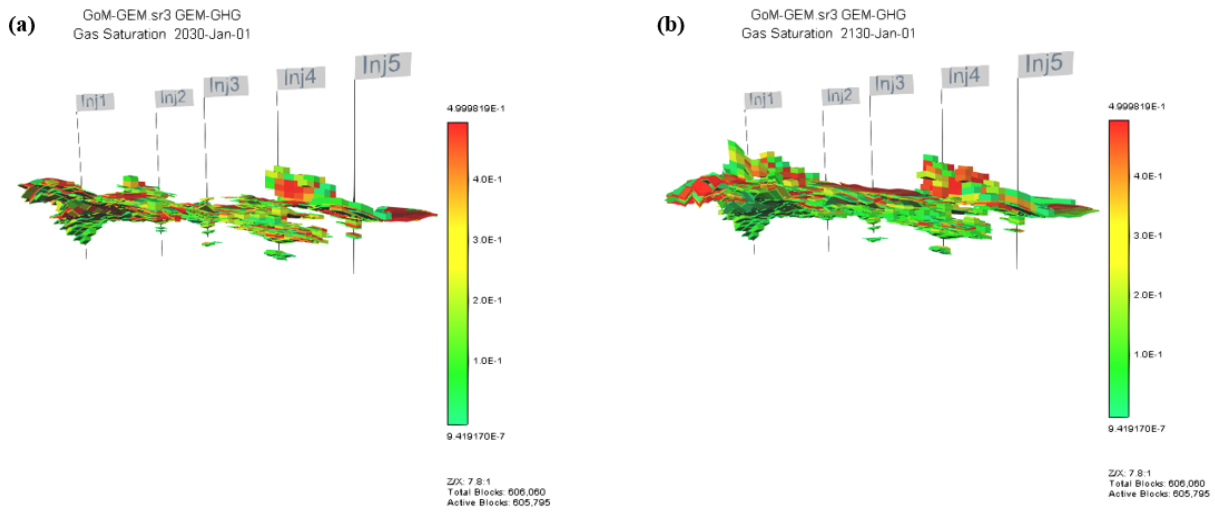 (a)
GoM-GEM.sr3 GEM-GHG
Gas Saturation 2030-Jan-01
Inj1
Inj2
Inj3
Inj4
Inj5
4.999819E-1
4.0E-1
3.0E-1
2.0E-1
1.0E-1
9.419170E-7
Z/X: 7.8:1
Total Blocks: 606,060
Active Blocks: 605,795
(b)
GoM-GEM.sr3 GEM-GHG
Gas Saturation 2130-Jan-01
Inj1
Inj2
Inj3
Inj4
Inj5
4.999819E-1
4.0E-1
3.0E-1
2.0E-1
1.0E-1
9.419170E-7
Z/X: 7.8:1
Total Blocks: 606,060
Active Blocks: 605,795